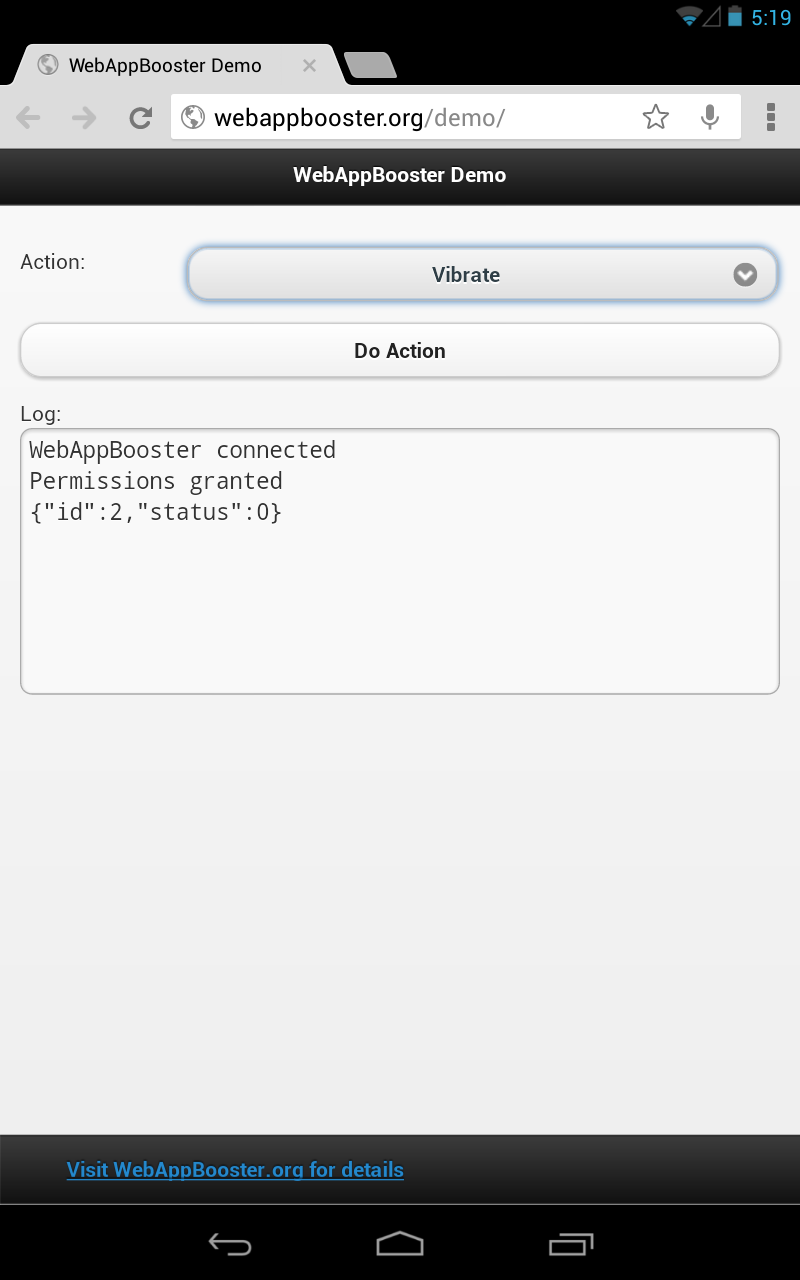 5:19
WebAppBooster Demo
webappbooster.org/demo/
WebAppBooster Demo
Action:
Vibrate
Do Action
Log:
WebAppBooster connected
Permissions granted
{"id":2,"status":0}
Visit WebAppBooster.org for details